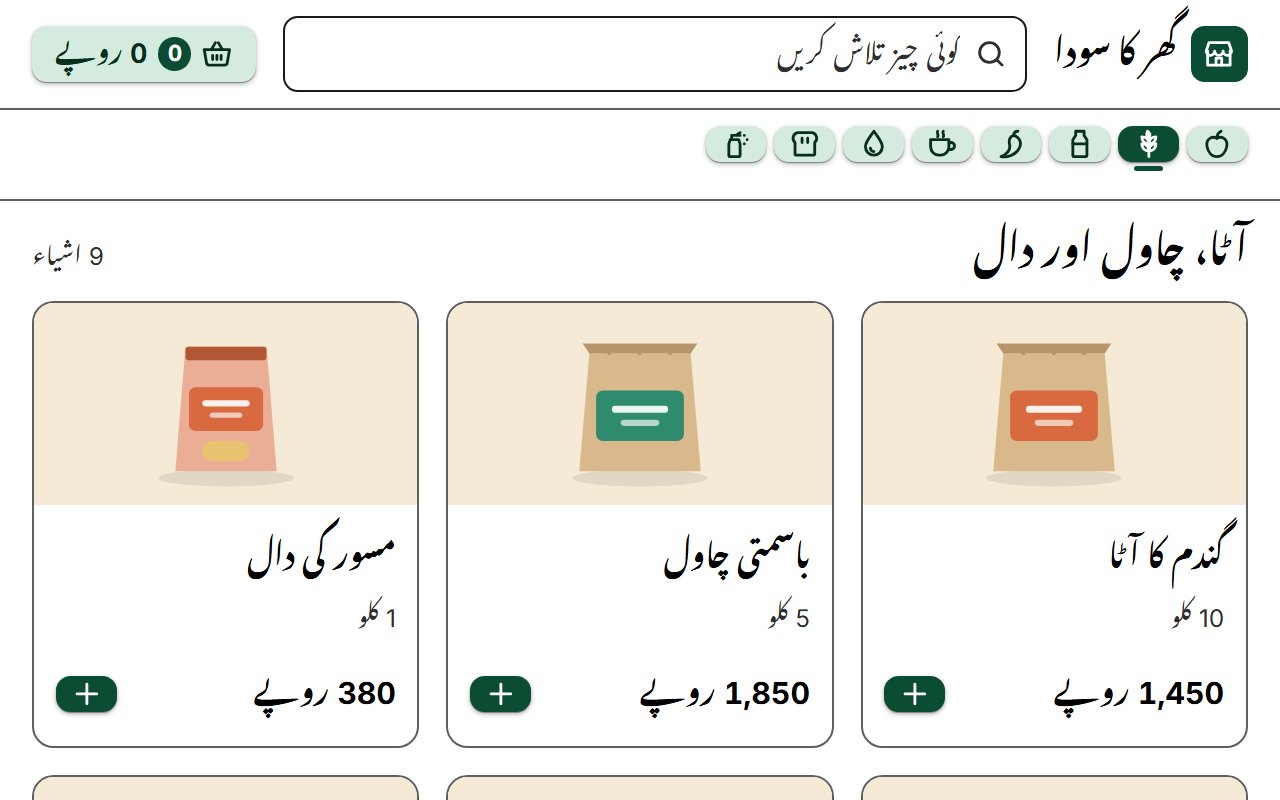 گھر کا سودا
کوئی چیز تلاش کریں
0
0 روپے
آٹا، چاول اور دال
9 اشیاء
گندم کا آٹا
10 کلو
1,450 روپے
باسمتی چاول
5 کلو
1,850 روپے
مسور کی دال
1 کلو
380 روپے